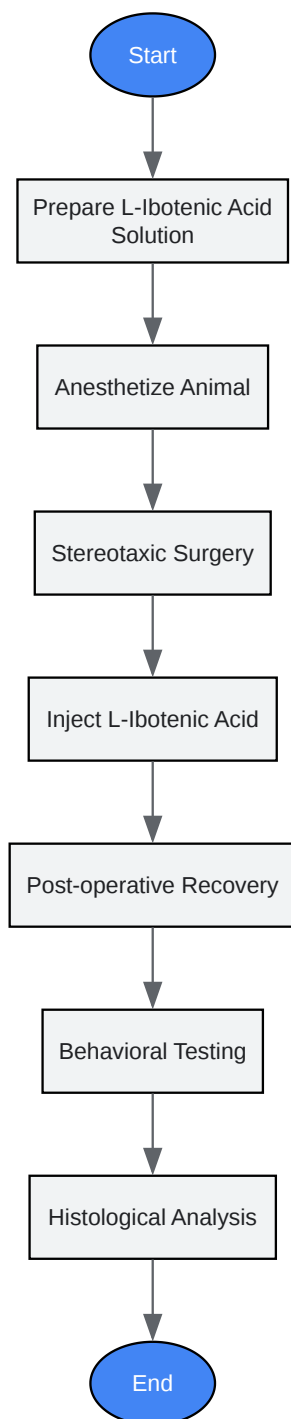 Start
Prepare L-Ibotenic Acid
Solution
Anesthetize Animal
Stereotaxic Surgery
Inject L-Ibotenic Acid
Post-operative Recovery
Behavioral Testing
Histological Analysis
End